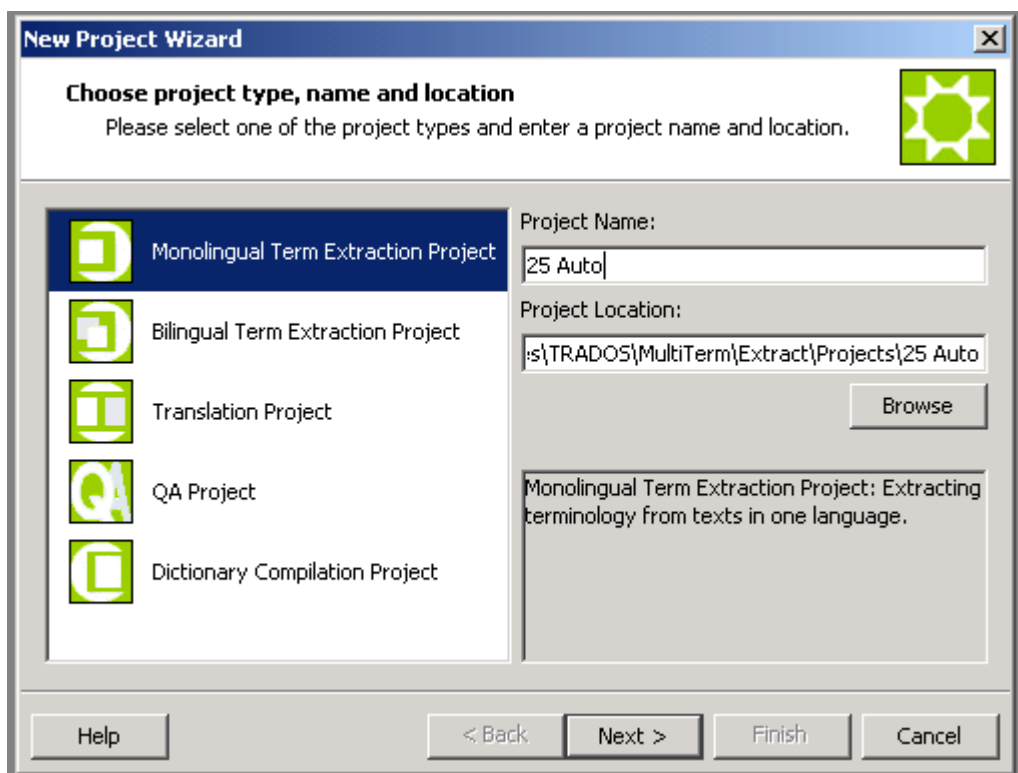 New Project Wizard
Choose project type, name and location
Please select one of the project types and enter a project name and location.
Monolingual Term Extraction Project
Bilingual Term Extraction Project
Translation Project
QA
QA Project
Dictionary Compilation Project
Project Name:
25 Auto
Project Location:
s\TRADOS\MultiTerm\Extract\Projects\25 Auto
Browse
Monolingual Term Extraction Project: Extracting
terminology from texts in one language.
Help
< Back
Next >
Finish
Cancel